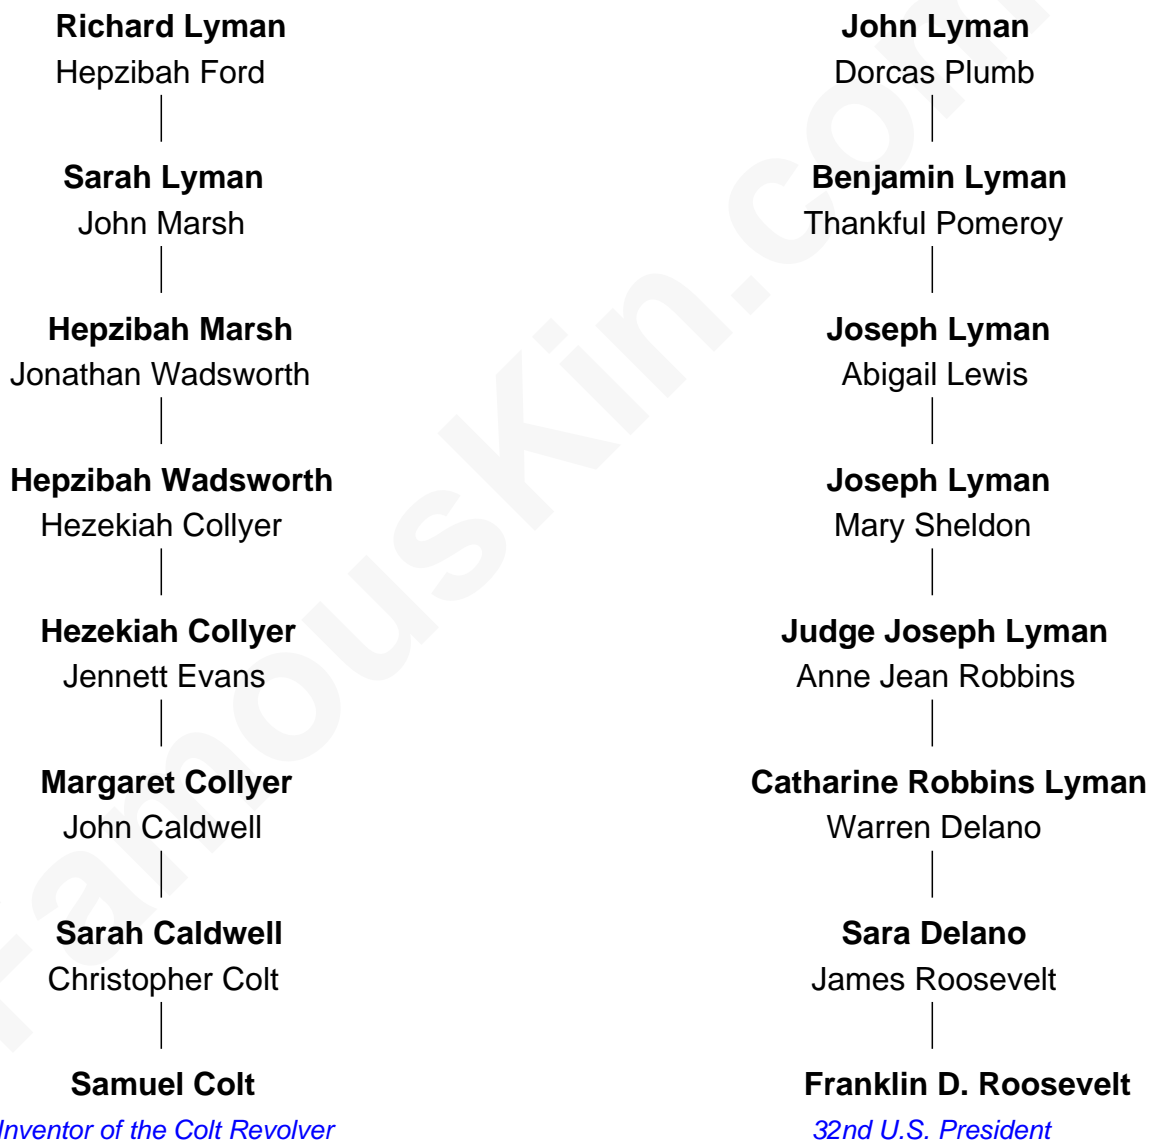 Richard Lyman
Hepzibah Ford
Sarah Lyman
John Marsh
Hepzibah Marsh
Jonathan Wadsworth
Hepzibah Wadsworth
Hezekiah Collyer
Hezekiah Collyer
Jennett Evans
Margaret Collyer
John Caldwell
Sarah Caldwell
Christopher Colt
Samuel Colt
Inventor of the Colt Revolver
John Lyman
Dorcas Plumb
Benjamin Lyman
Thankful Pomeroy
Joseph Lyman
Abigail Lewis
Joseph Lyman
Mary Sheldon
Judge Joseph Lyman
Anne Jean Robbins
Catharine Robbins Lyman
Warren Delano
Sara Delano
James Roosevelt
Franklin D. Roosevelt
32nd U.S. President
FamousKin.com